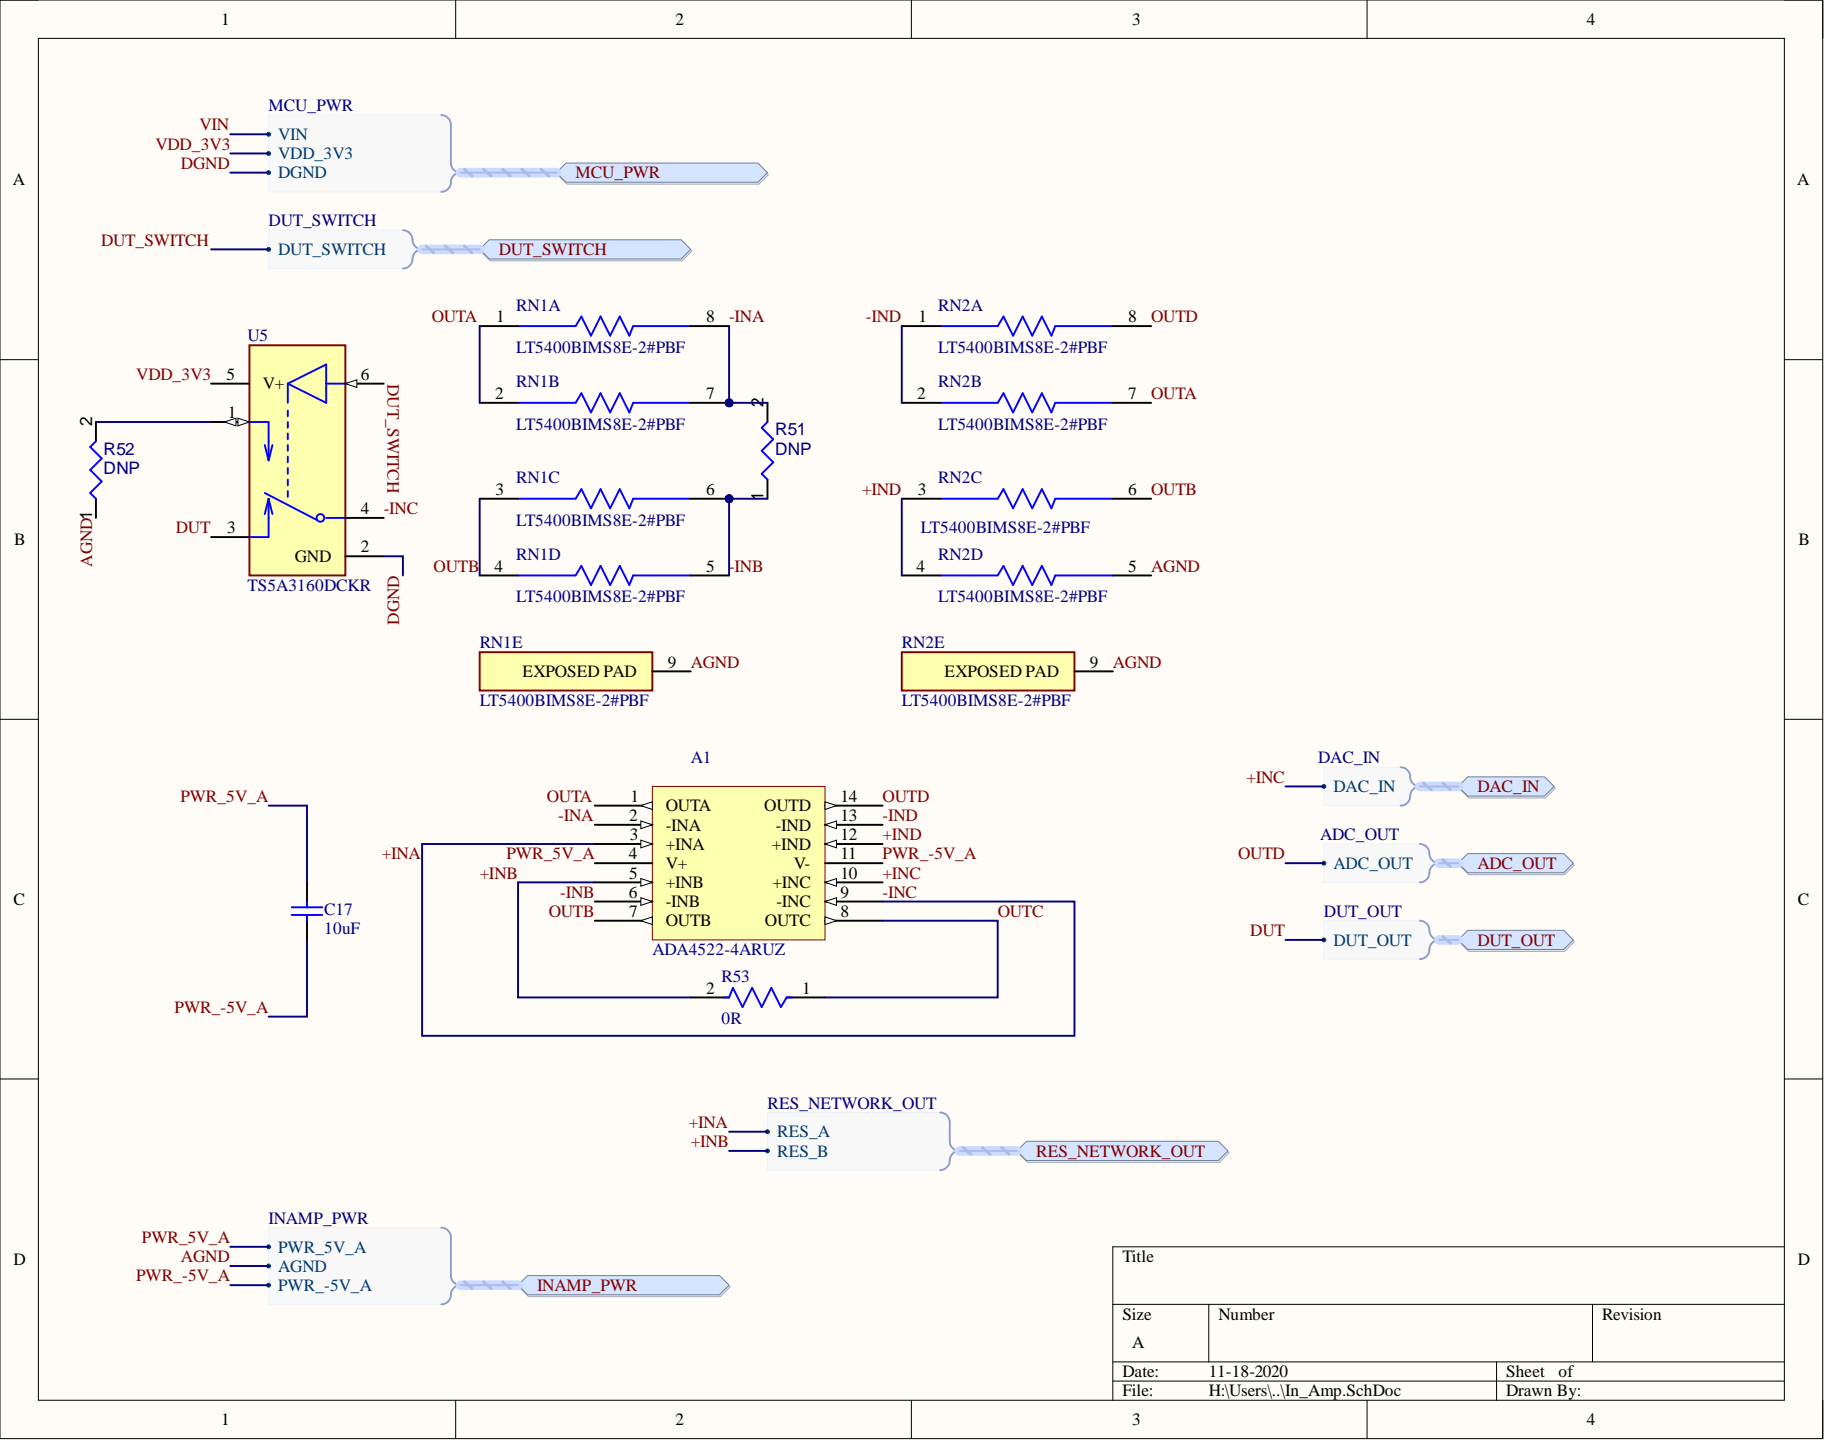 1 2 3 4
A A
B B
C C
D D
MCU_PWR
VIN VIN
VDD_3V3 VDD_3V3
DGND DGND
MCU_PWR
DUT_SWITCH
DUT_SWITCH DUT_SWITCH
DUT_SWITCH
U5
VDD_3V3 5 V+ 6
DUT_SWITCH
1
2
R52
DNP
1
AGND
4 -INC
DUT 3
GND 2
DGND
TS5A3160DCKR
RN1A
OUTA 1 8 -INA
LT5400BIMS8E-2#PBF
RN1B
2 7
LT5400BIMS8E-2#PBF
2
R51
DNP
1
RN1C
3 6
LT5400BIMS8E-2#PBF
RN1D
OUTB 4 5 -INB
LT5400BIMS8E-2#PBF
RN2A
-IND 1 8 OUTD
LT5400BIMS8E-2#PBF
RN2B
2 7 OUTA
LT5400BIMS8E-2#PBF
RN2C
+IND 3 6 OUTB
LT5400BIMS8E-2#PBF
RN2D
4 5 AGND
LT5400BIMS8E-2#PBF
RN1E
EXPOSED PAD 9 AGND
LT5400BIMS8E-2#PBF
RN2E
EXPOSED PAD 9 AGND
LT5400BIMS8E-2#PBF
PWR_5V_A
C17
10uF
PWR_-5V_A
A1
OUTA 1 OUTA OUTD 14 OUTD
-INA 2 -INA -IND 13 -IND
3 +INA +IND 12 +IND
+INA PWR_5V_A 4 V+ V- 11 PWR_-5V_A
+INB 5 +INB +INC 10 +INC
-INB 6 -INB -INC 9 -INC
OUTB 7 OUTB OUTC 8 OUTC
ADA4522-4ARUZ
R53
2 1
0R
DAC_IN
+INC DAC_IN DAC_IN
ADC_OUT
OUTD ADC_OUT ADC_OUT
DUT_OUT
DUT DUT_OUT DUT_OUT
RES_NETWORK_OUT
+INA RES_A
+INB RES_B
RES_NETWORK_OUT
INAMP_PWR
PWR_5V_A PWR_5V_A
AGND AGND
PWR_-5V_A PWR_-5V_A
INAMP_PWR
Title
Size Number Revision
A
Date: 11-18-2020 Sheet of
File: H:\Users\..\In_Amp.SchDoc Drawn By:
1 2 3 4